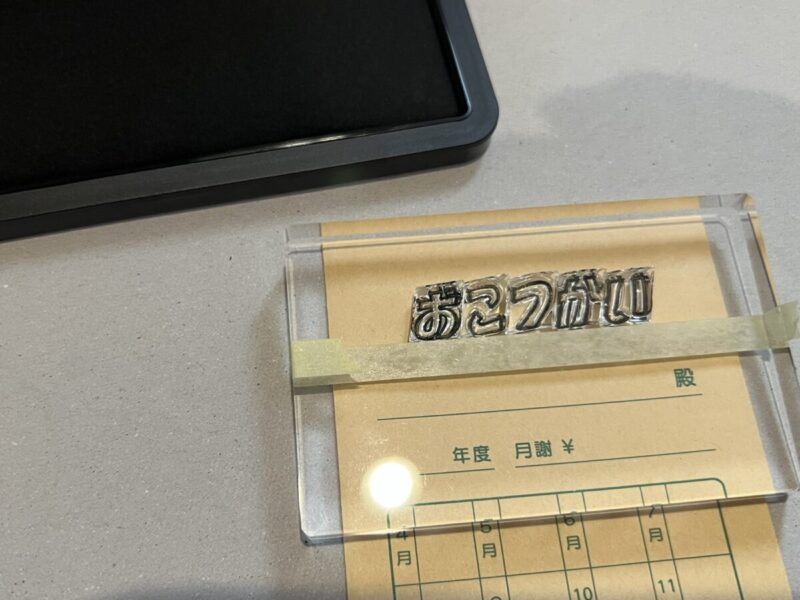 おこつかい
殿
年度 月謝 ¥
4月 5月 6月 7月
10 11